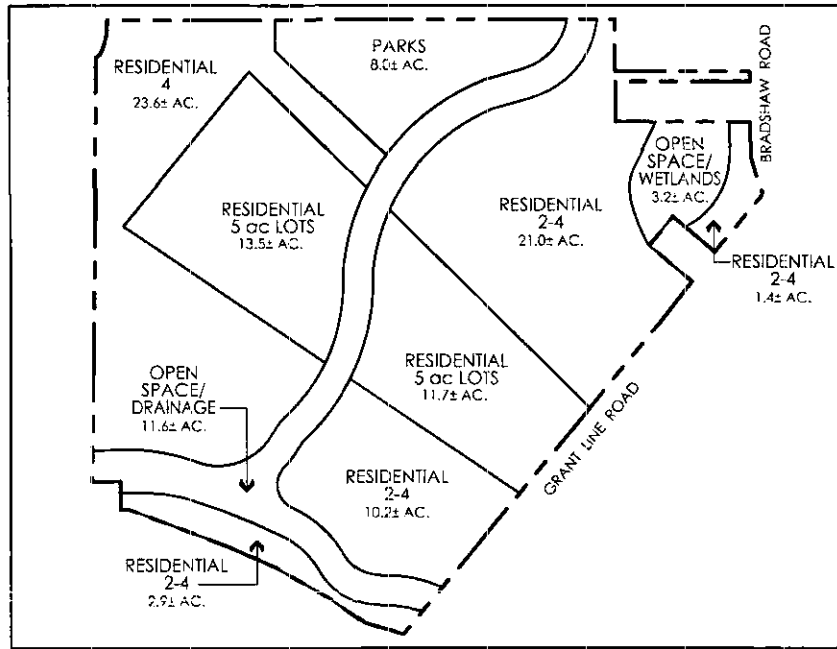 RESIDENTIAL
4
23.6± AC.
PARKS
8.0± AC.
BRADSHAW ROAD
OPEN
SPACE/
WETLANDS
3.2± AC.
RESIDENTIAL
5 ac LOTS
13.5± AC.
RESIDENTIAL
2-4
21.0± AC.
RESIDENTIAL
2-4
1.4± AC.
OPEN
SPACE/
DRAINAGE
11.6± AC.
RESIDENTIAL
5 ac LOTS
11.7± AC.
GRANT LINE ROAD
RESIDENTIAL
2-4
10.2± AC.
RESIDENTIAL
2-4
2.9± AC.